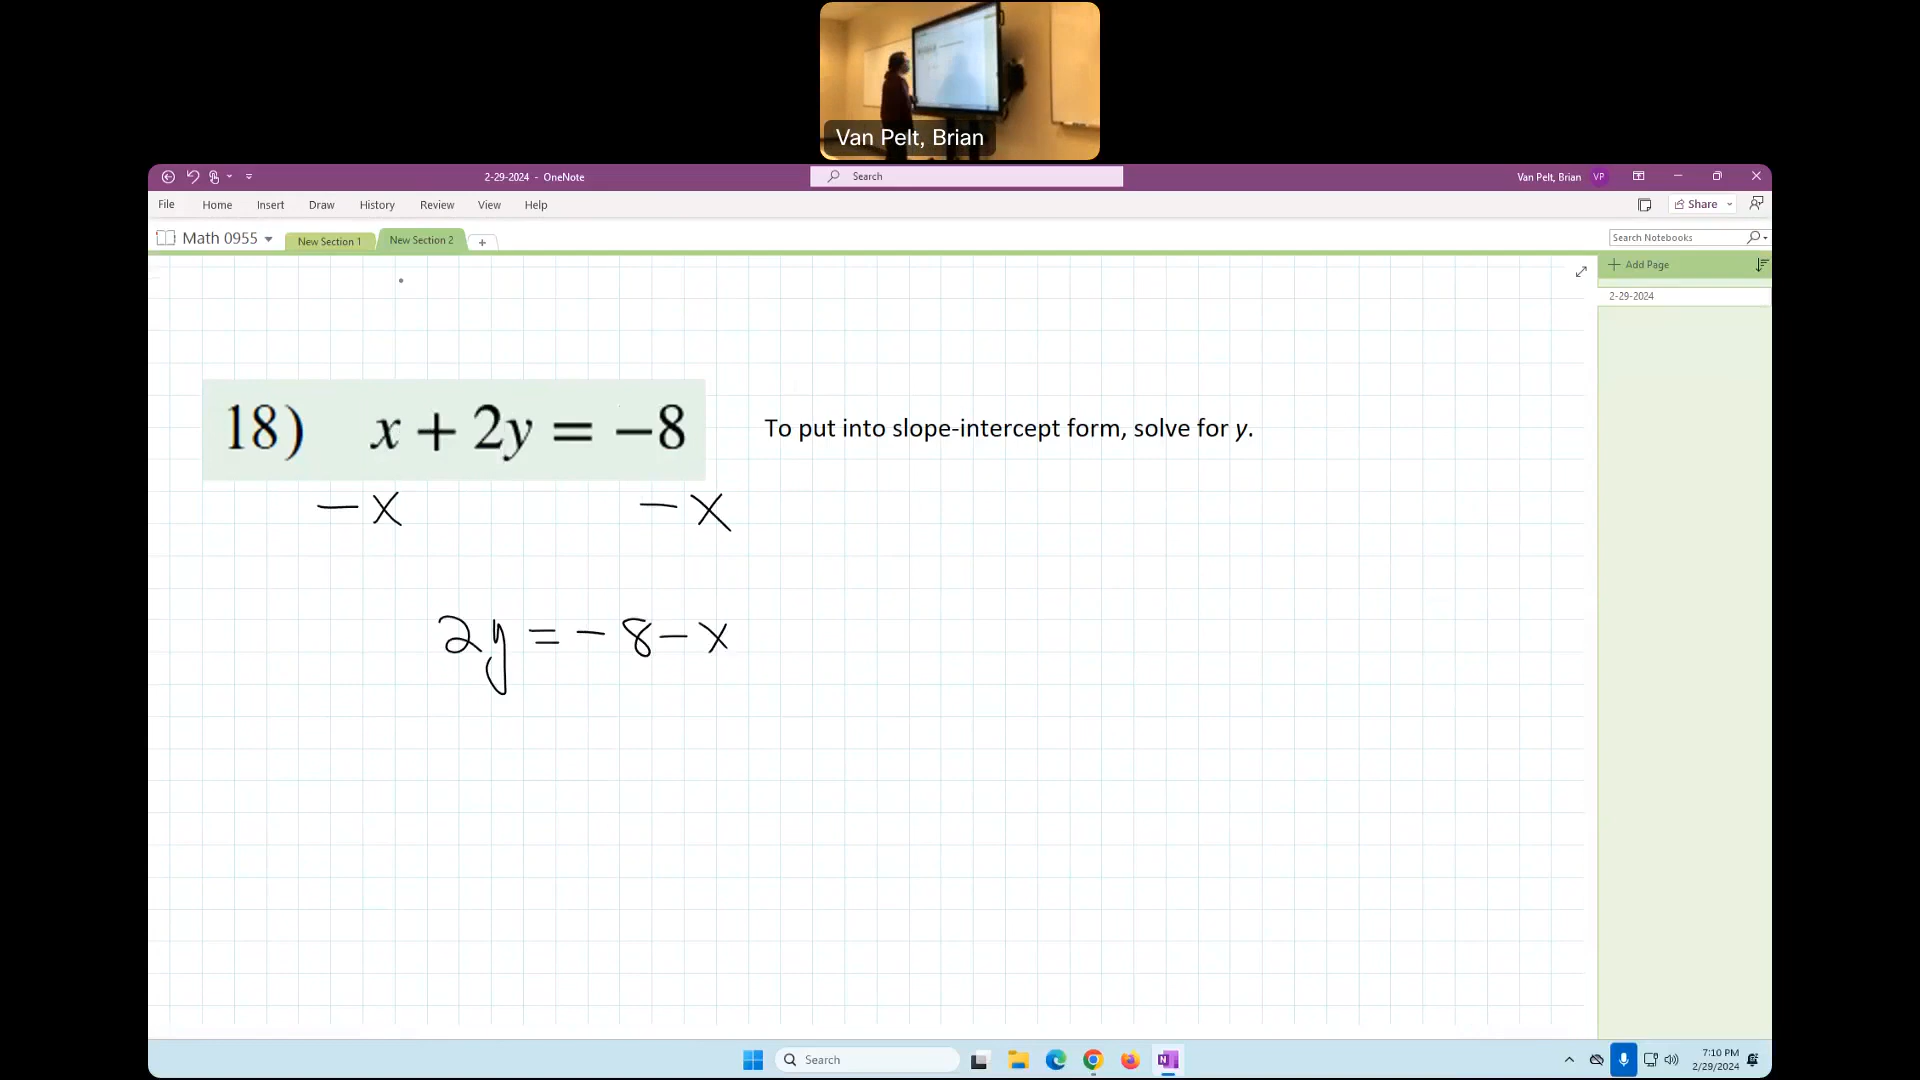 Van Pelt, Brian
2-29-2024 - OneNote
Search
Van Pelt, Brian
VP
File Home Insert Draw History Review View Help
Share
Math 0955
New Section 1
New Section 2
Search Notebooks
Add Page
2-29-2024
18) x + 2y = −8
To put into slope-intercept form, solve for y.
− x − x
2y = − 8 − x
Search
7:10 PM
2/29/2024